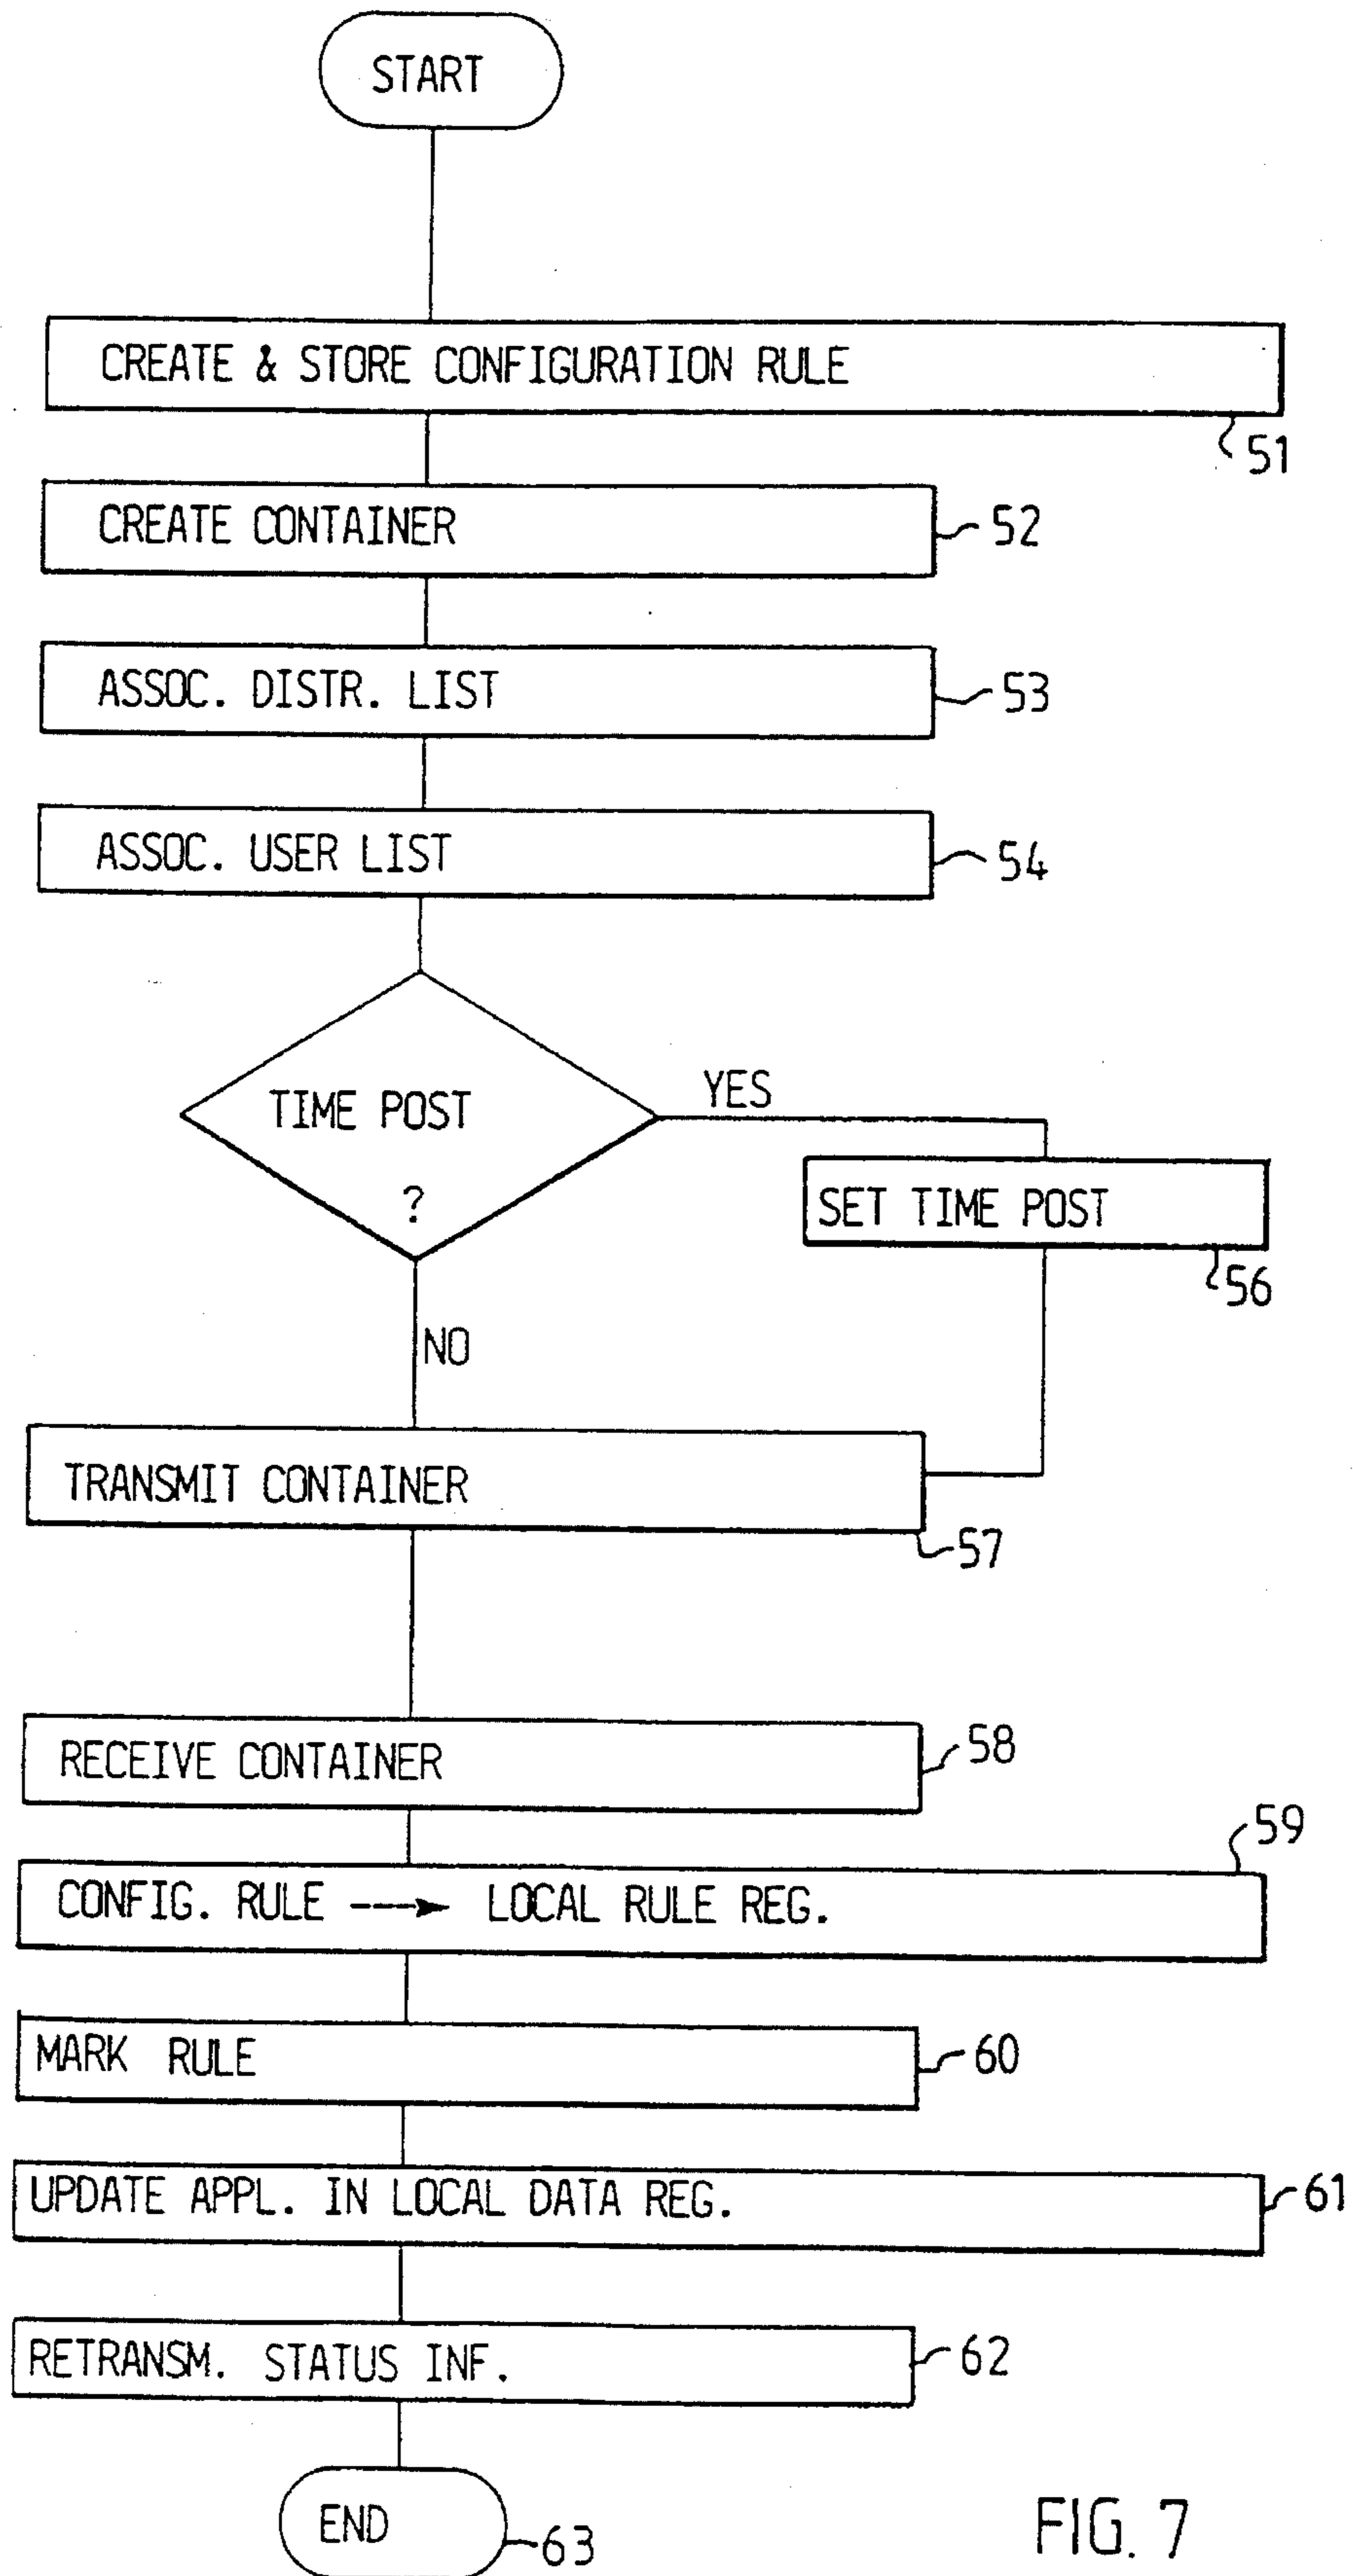 START
CREATE & STORE CONFIGURATION RULE
51
CREATE CONTAINER
52
ASSOC. DISTR. LIST
53
ASSOC. USER LIST
54
TIME POST
?
YES
SET TIME POST
56
NO
TRANSMIT CONTAINER
57
RECEIVE CONTAINER
58
59
CONFIG. RULE ---► LOCAL RULE REG.
MARK RULE
60
UPDATE APPL. IN LOCAL DATA REG.
61
RETRANSM. STATUS INF.
62
END
63
FIG. 7